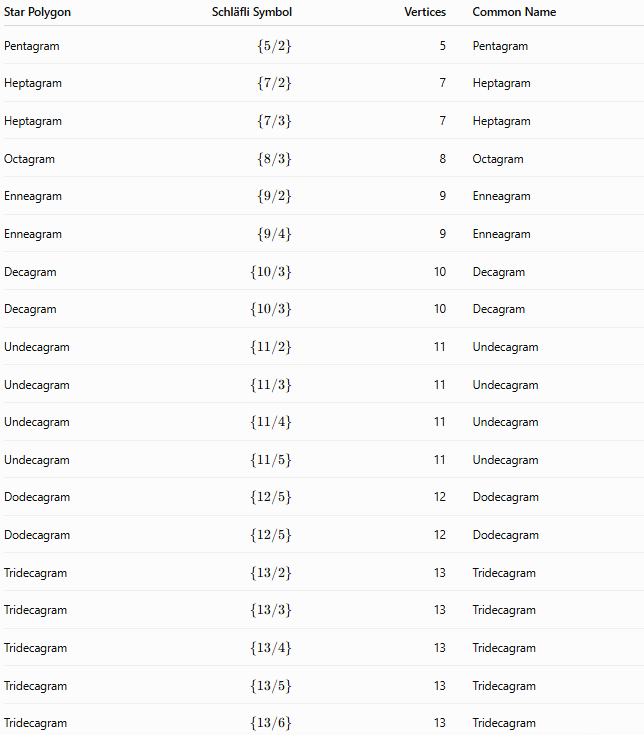 Star Polygon Schläfli Symbol Vertices Common Name
Pentagram {5/2} 5 Pentagram
Heptagram {7/2} 7 Heptagram
Heptagram {7/3} 7 Heptagram
Octagram {8/3} 8 Octagram
Enneagram {9/2} 9 Enneagram
Enneagram {9/4} 9 Enneagram
Decagram {10/3} 10 Decagram
Decagram {10/3} 10 Decagram
Undecagram {11/2} 11 Undecagram
Undecagram {11/3} 11 Undecagram
Undecagram {11/4} 11 Undecagram
Undecagram {11/5} 11 Undecagram
Dodecagram {12/5} 12 Dodecagram
Dodecagram {12/5} 12 Dodecagram
Tridecagram {13/2} 13 Tridecagram
Tridecagram {13/3} 13 Tridecagram
Tridecagram {13/4} 13 Tridecagram
Tridecagram {13/5} 13 Tridecagram
Tridecagram {13/6} 13 Tridecagram